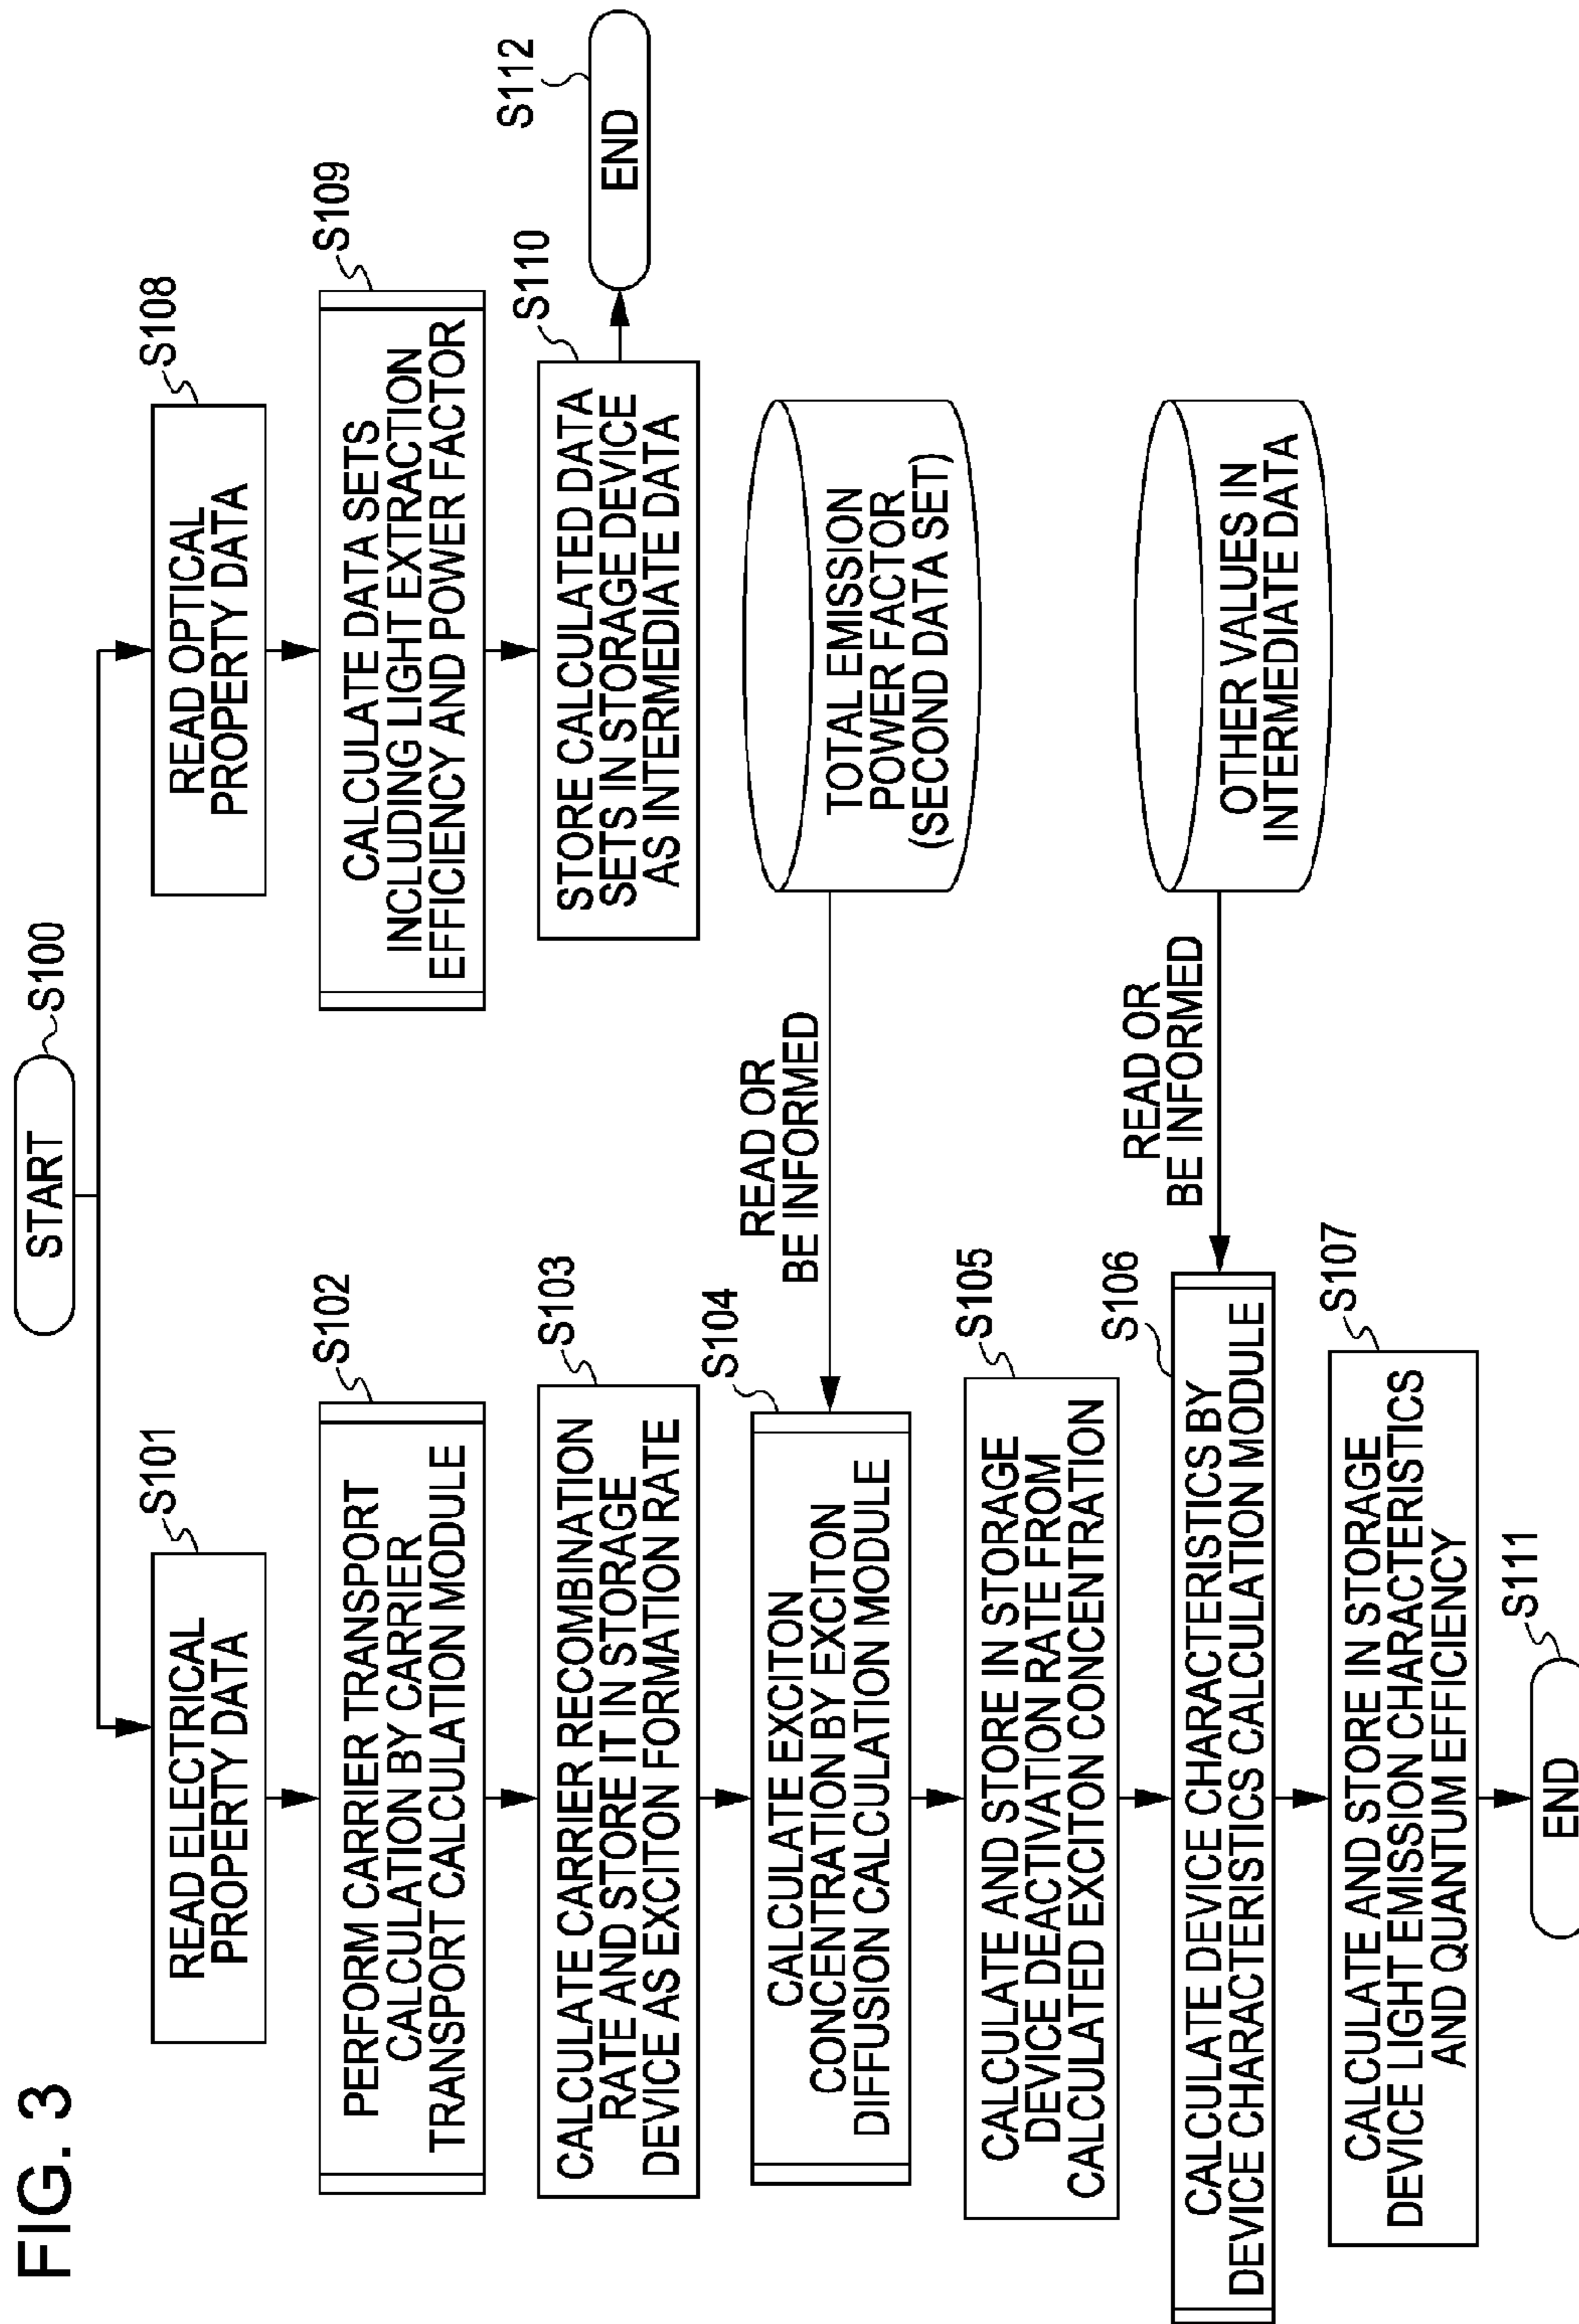 FIG. 3
START
S100
READ ELECTRICAL
PROPERTY DATA
S101
PERFORM CARRIER TRANSPORT
CALCULATION BY CARRIER
TRANSPORT CALCULATION MODULE
S102
CALCULATE CARRIER RECOMBINATION
RATE AND STORE IT IN STORAGE
DEVICE AS EXCITON FORMATION RATE
S103
CALCULATE EXCITON
CONCENTRATION BY EXCITON
DIFFUSION CALCULATION MODULE
S104
CALCULATE AND STORE IN STORAGE
DEVICE DEACTIVATION RATE FROM
CALCULATED EXCITON CONCENTRATION
S105
CALCULATE DEVICE CHARACTERISTICS BY
DEVICE CHARACTERISTICS CALCULATION MODULE
S106
CALCULATE AND STORE IN STORAGE
DEVICE LIGHT EMISSION CHARACTERISTICS
AND QUANTUM EFFICIENCY
S107
END
S111
READ OPTICAL
PROPERTY DATA
S108
CALCULATE DATA SETS
INCLUDING LIGHT EXTRACTION
EFFICIENCY AND POWER FACTOR
S109
STORE CALCULATED DATA
SETS IN STORAGE DEVICE
AS INTERMEDIATE DATA
S110
END
S112
READ OR
BE INFORMED
TOTAL EMISSION
POWER FACTOR
(SECOND DATA SET)
READ OR
BE INFORMED
OTHER VALUES IN
INTERMEDIATE DATA